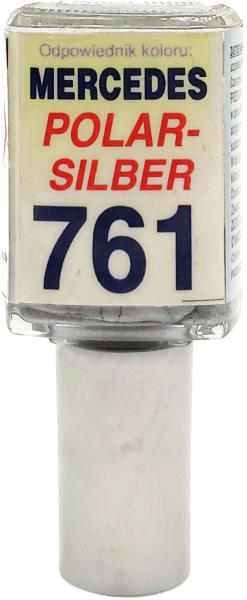 Odpowiednik koloru:
MERCEDES
POLAR-
SILBER
761